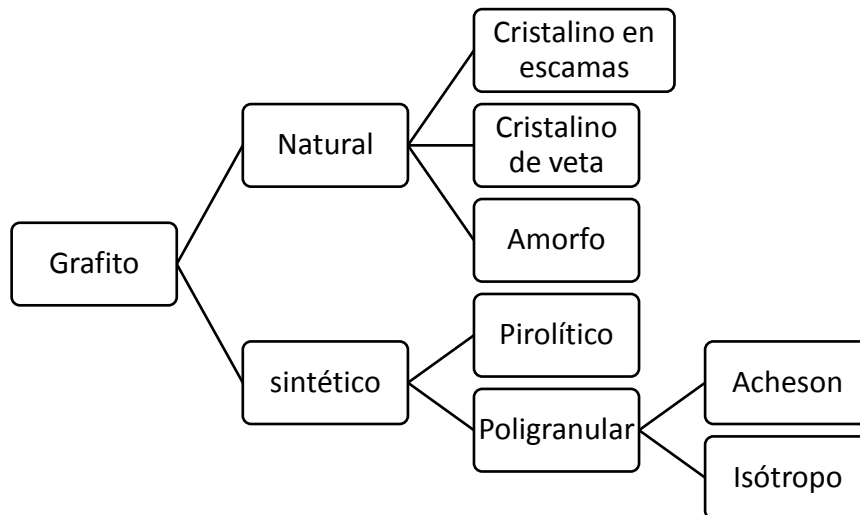 Cristalino en
escamas
Natural
Cristalino
de veta
Amorfo
Grafito
Pirolítico
sintético
Acheson
Poligranular
Isótropo